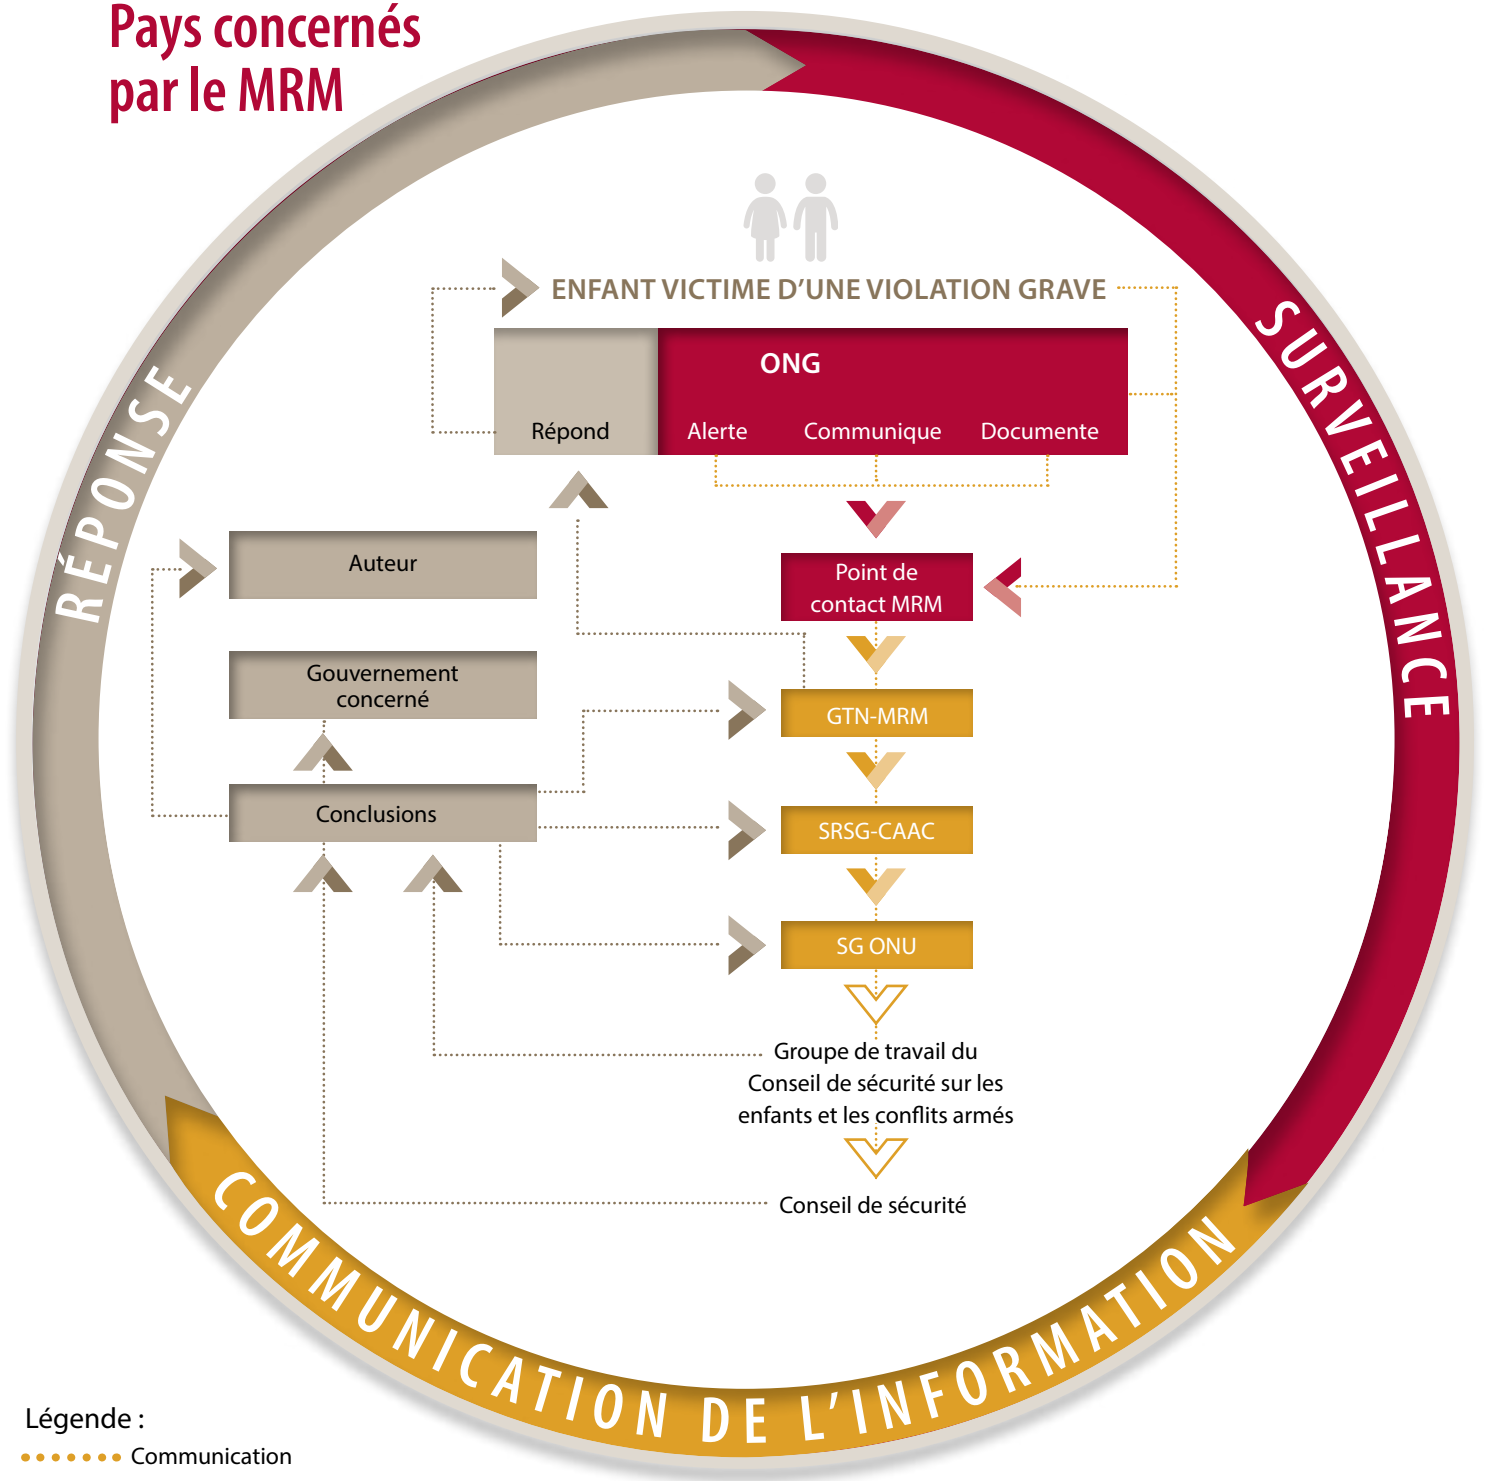 Pays concernés
par le MRM
ENFANT VICTIME D’UNE VIOLATION GRAVE
ONG
Répond
Alerte
Communique
Documente
Auteur
Point de
contact MRM
Gouvernement
concerné
GTN-MRM
Conclusions
SRSG-CAAC
SG ONU
Groupe de travail du
Conseil de sécurité sur les
enfants et les conflits armés
Conseil de sécurité
RÉPONSE
SURVEILLANCE
COMMUNICATION DE L’INFORMATION
Légende :
Communication